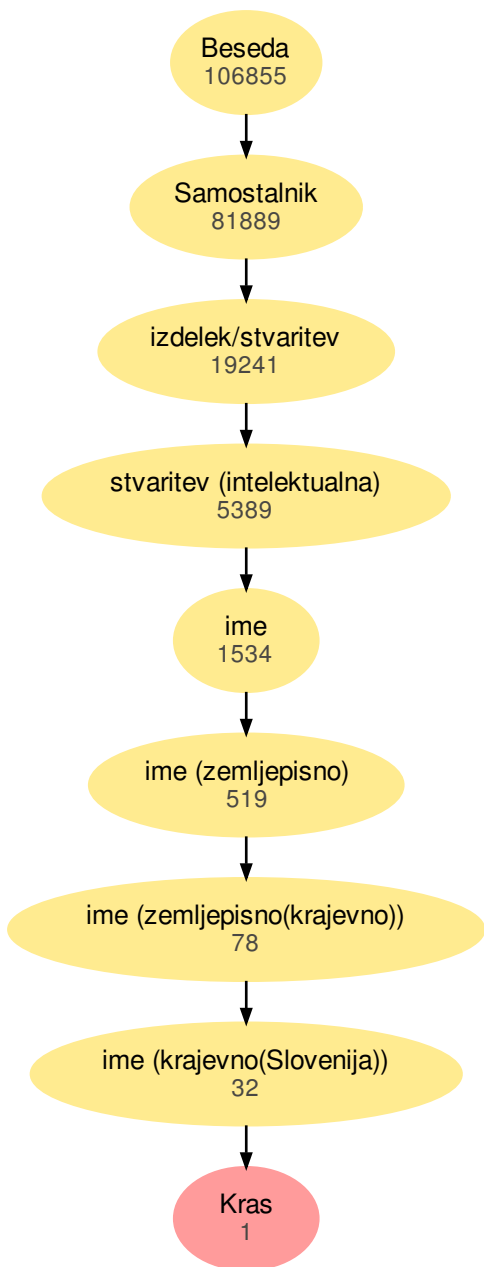 Beseda
106855
Samostalnik
81889
izdelek/stvaritev
19241
stvaritev (intelektualna)
5389
ime
1534
ime (zemljepisno)
519
ime (zemljepisno(krajevno))
78
ime (krajevno(Slovenija))
32
Kras
1